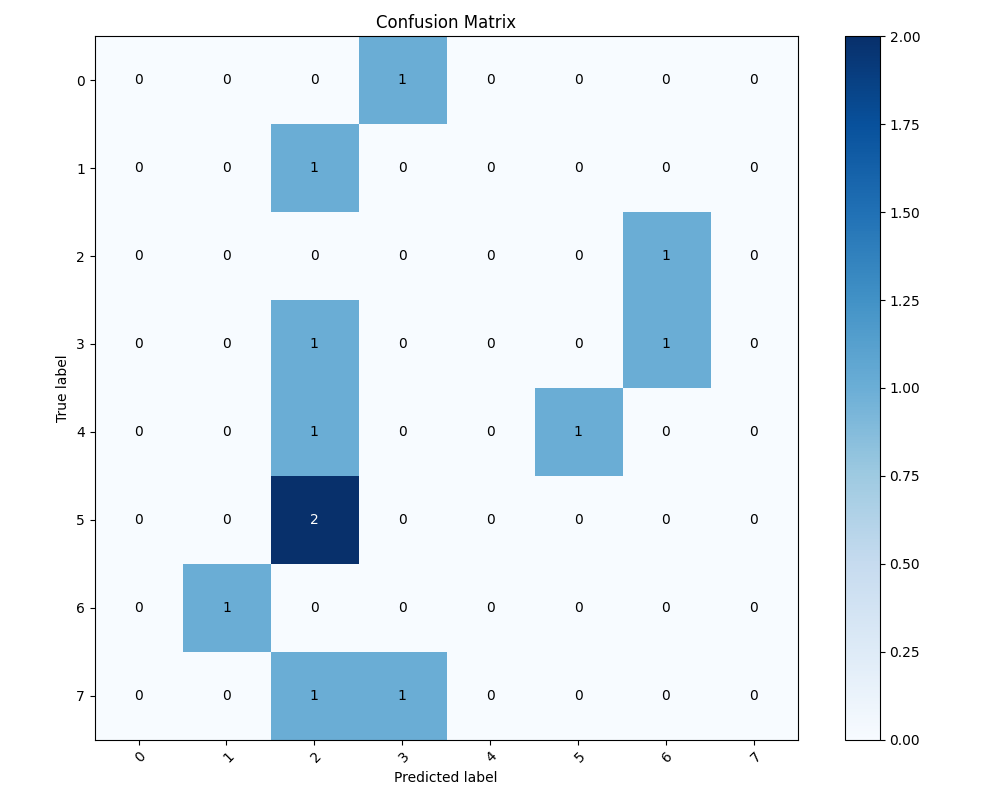 Confusion Matrix
0 0 0 0 1 0 0 0 0
1 0 0 1 0 0 0 0 0
2 0 0 0 0 0 0 1 0
3 0 0 1 0 0 0 1 0
4 0 0 1 0 0 1 0 0
5 0 0 2 0 0 0 0 0
6 0 1 0 0 0 0 0 0
7 0 0 1 1 0 0 0 0
0 1 2 3 4 5 6 7
True label
Predicted label
2.00
1.75
1.50
1.25
1.00
0.75
0.50
0.25
0.00